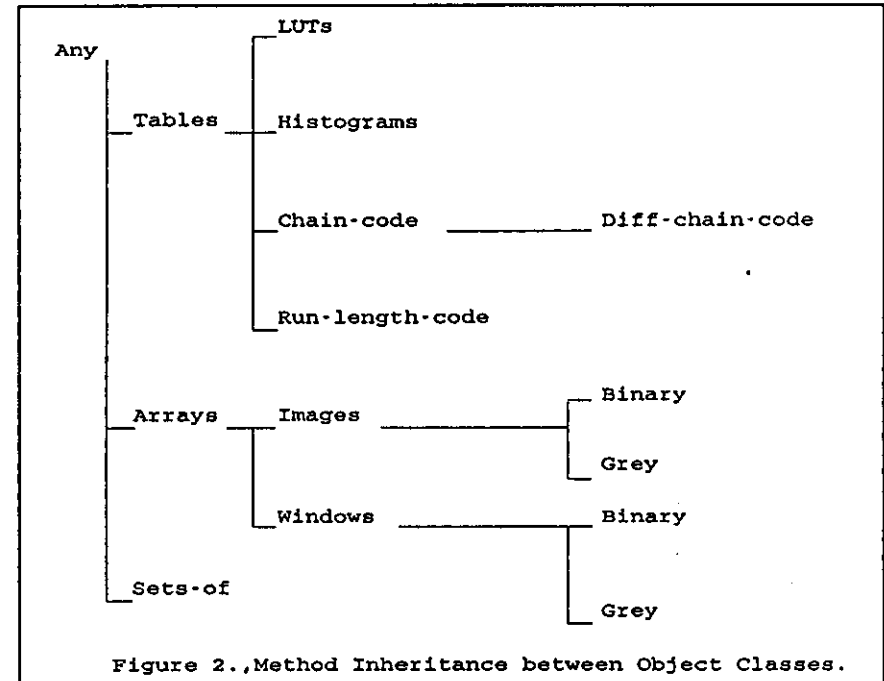 LUTs
Any
Tables
Histograms
Chain-code
Diff-chain-code
Run-length-code
Binary
Arrays
Images
Grey
Windows
Binary
Sets-of
Grey
Figure 2.,Method Inheritance between Object Classes.